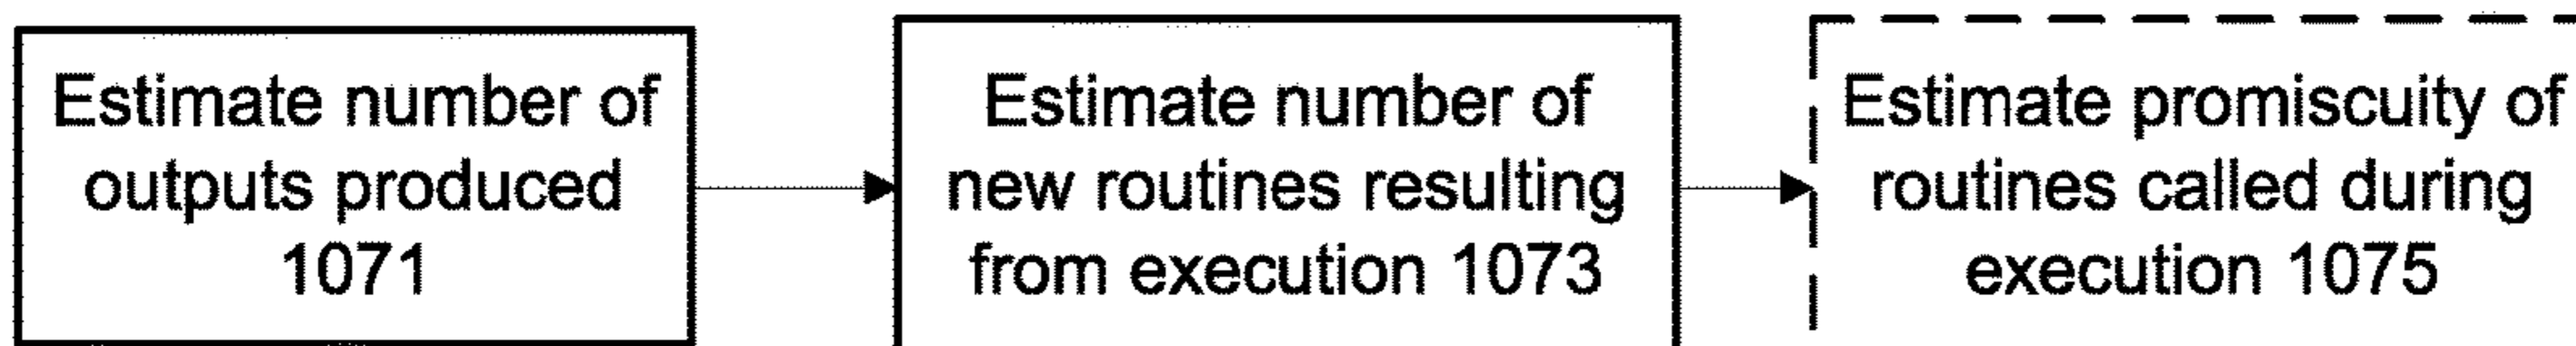 Estimate number of
outputs produced
1071
Estimate number of
new routines resulting
from execution 1073
Estimate promiscuity of
routines called during
execution 1075